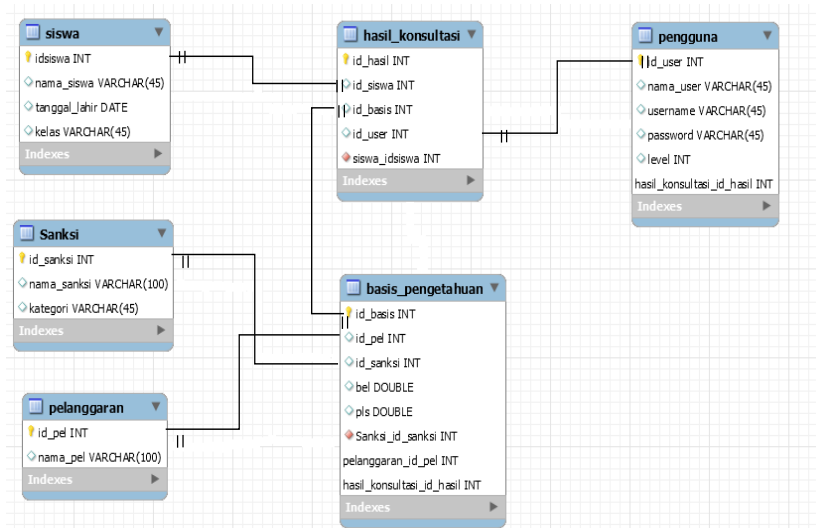 siswa
idsiswa INT
nama_siswa VARCHAR(45)
tanggal_lahir DATE
kelas VARCHAR(45)
Indexes
hasil_konsultasi
id_hasil INT
id_siswa INT
id_basis INT
id_user INT
siswa_idsiswa INT
Indexes
pengguna
id_user INT
nama_user VARCHAR(45)
username VARCHAR(45)
password VARCHAR(45)
level INT
hasil_konsultasi_id_hasil INT
Indexes
Sanksi
id_sanksi INT
nama_sanksi VARCHAR(100)
kategori VARCHAR(45)
Indexes
basis_pengetahuan
id_basis INT
id_pel INT
id_sanksi INT
bel DOUBLE
pls DOUBLE
Sanksi_id_sanksi INT
pelanggaran_id_pel INT
hasil_konsultasi_id_hasil INT
Indexes
pelanggaran
id_pel INT
nama_pel VARCHAR(100)
Indexes